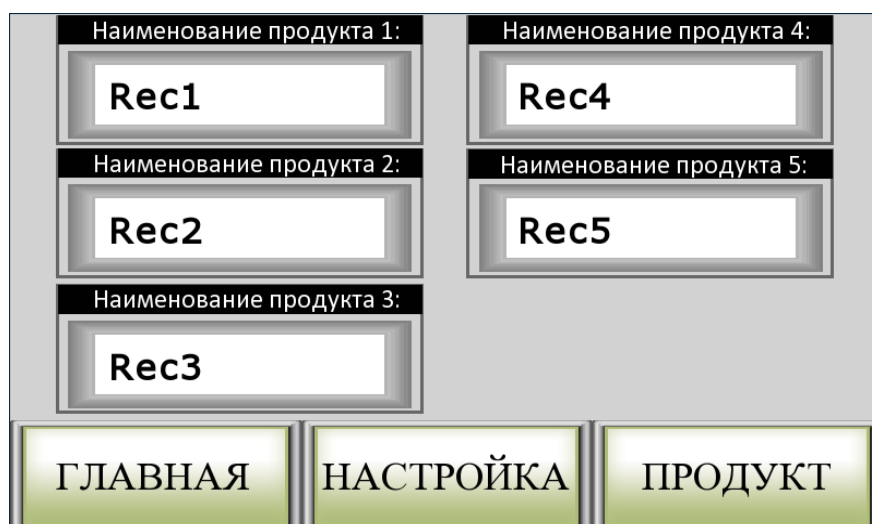 Наименование продукта 1:
Rec1
Наименование продукта 2:
Rec2
Наименование продукта 3:
Rec3
Наименование продукта 4:
Rec4
Наименование продукта 5:
Rec5
ГЛАВНАЯ
НАСТРОЙКА
ПРОДУКТ